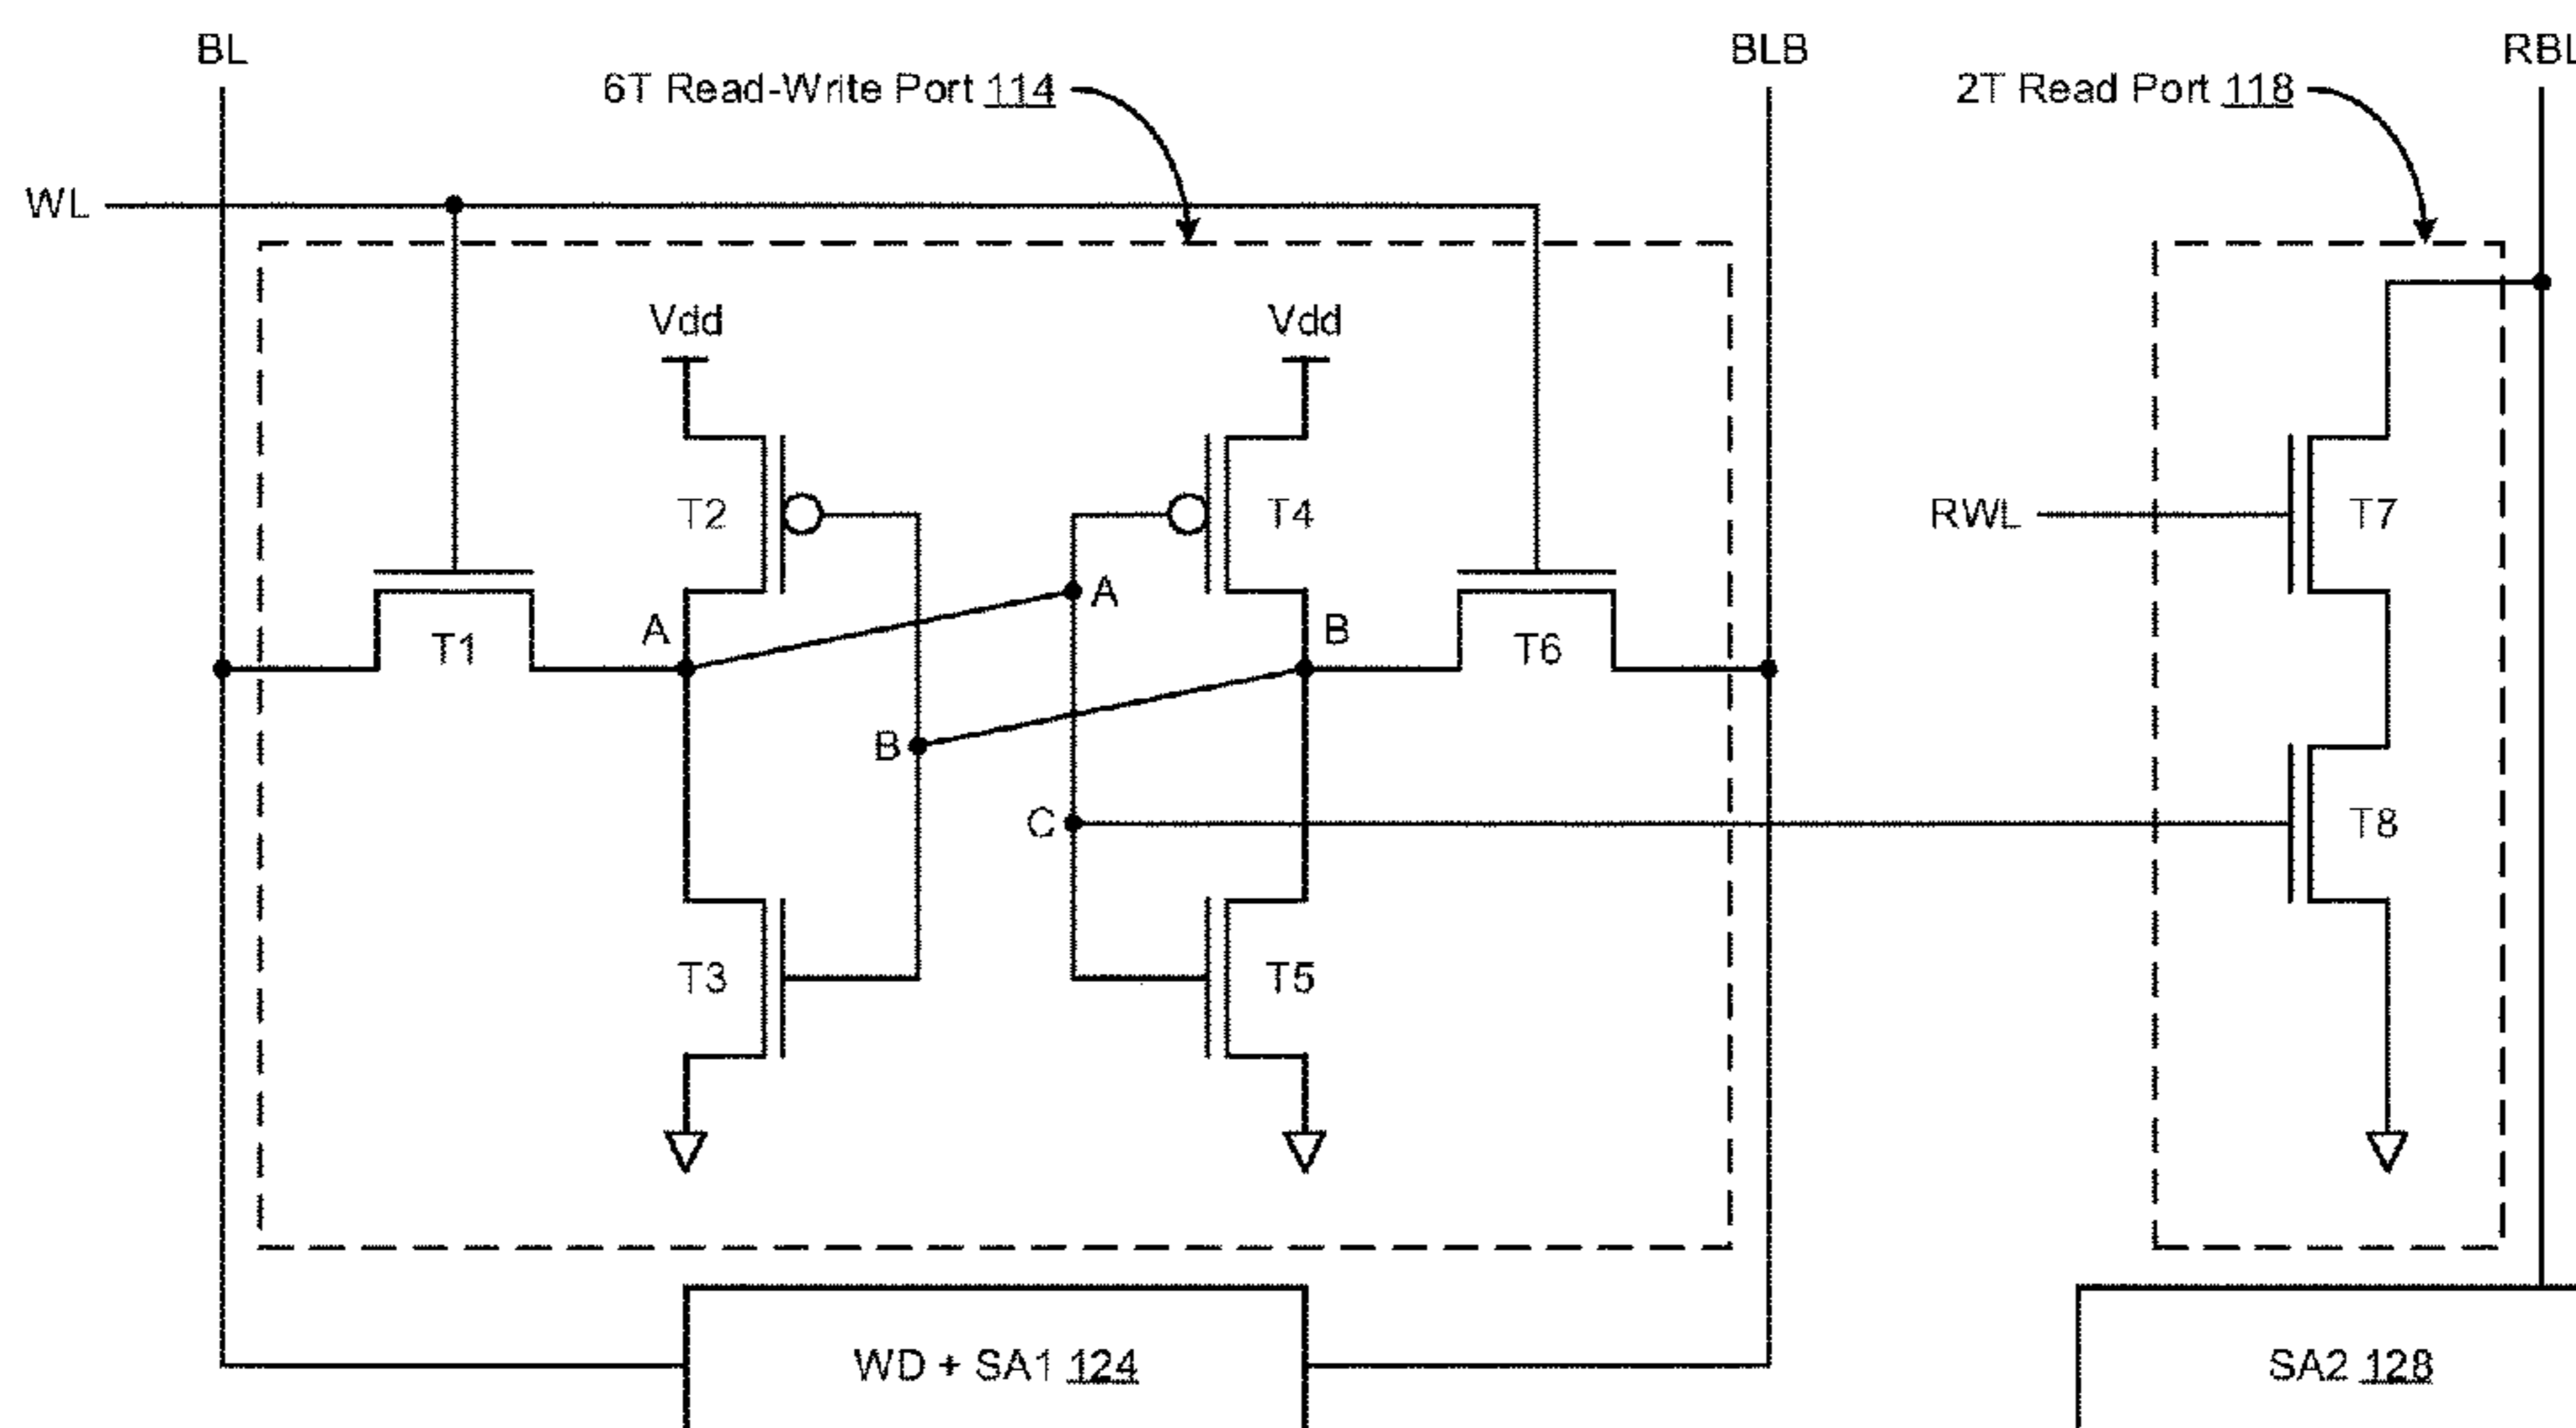 BL
BLB
RBL
6T Read-Write Port 114
2T Read Port 118
WL
Vdd
Vdd
T2
T4
RWL
T7
A
A
B
T1
T6
B
C
T8
T3
T5
WD + SA1 124
SA2 128